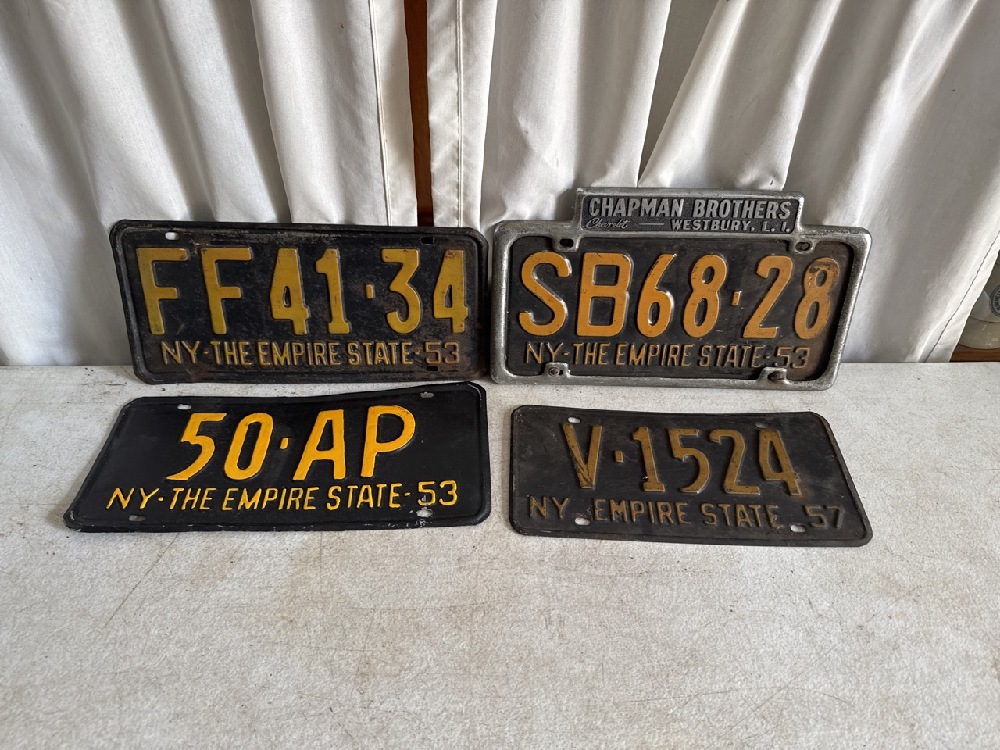 FF41·34
NY·THE EMPIRE STATE·53
CHAPMAN BROTHERS
Chevrolet WESTBURY, L. I.
SB68·28
NY·THE EMPIRE STATE·53
50·AP
NY·THE EMPIRE STATE·53
V·1524
NY EMPIRE STATE 57